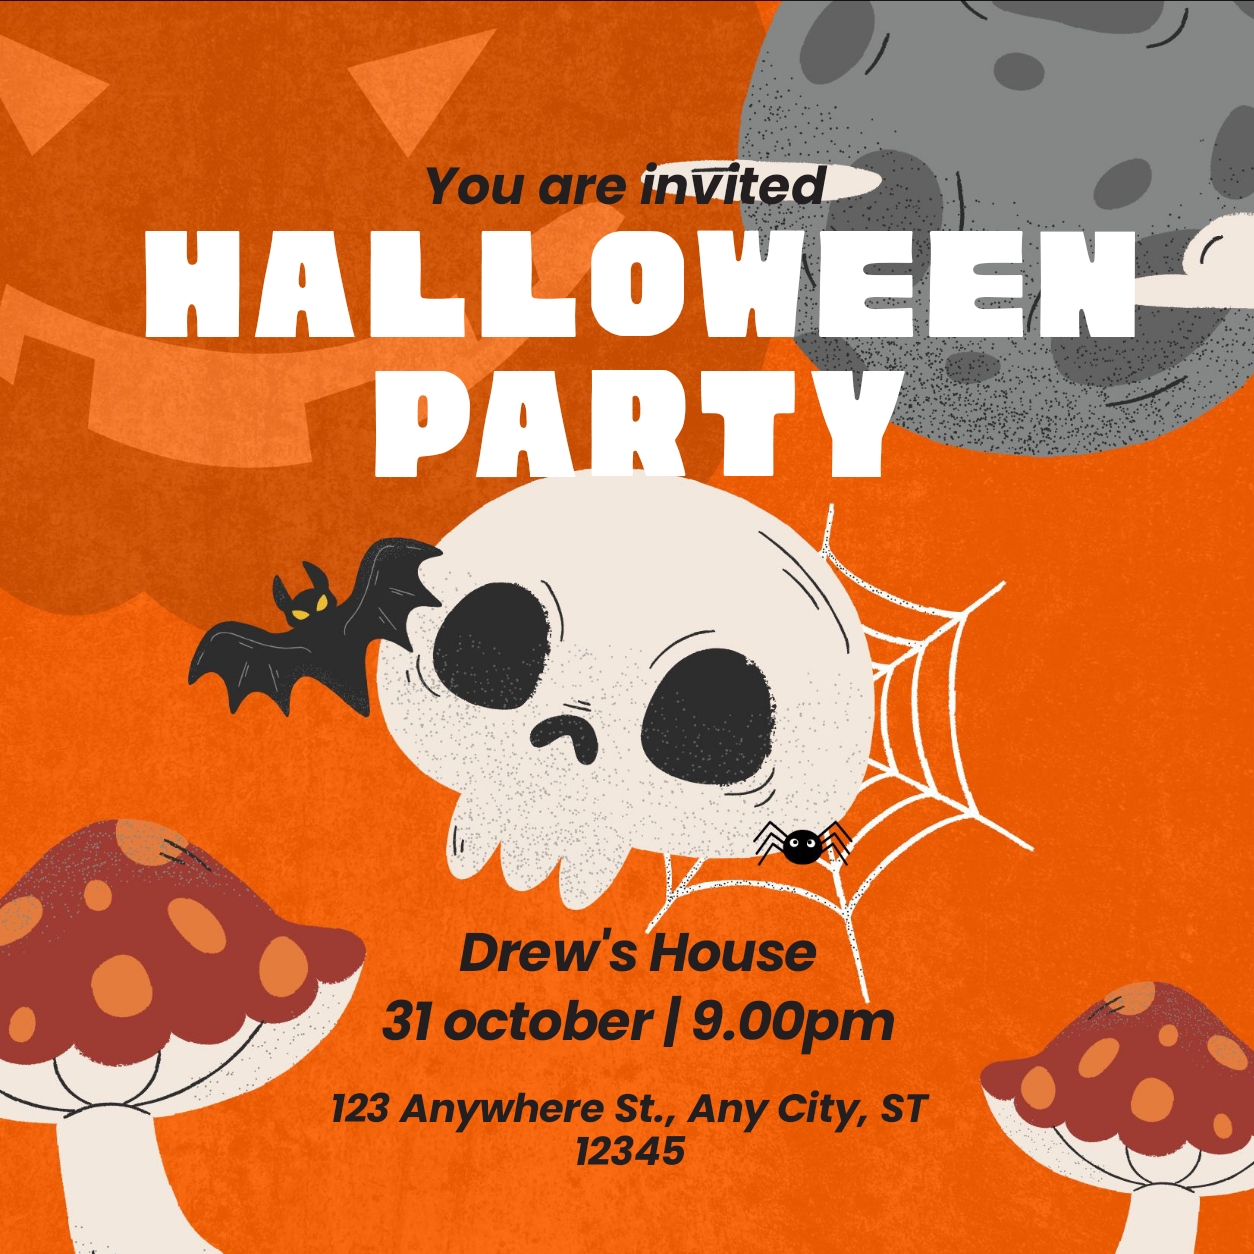 You are invited
HALLOWEEN
PARTY
Drew's House
31 october | 9.00pm
123 Anywhere St., Any City, ST
12345